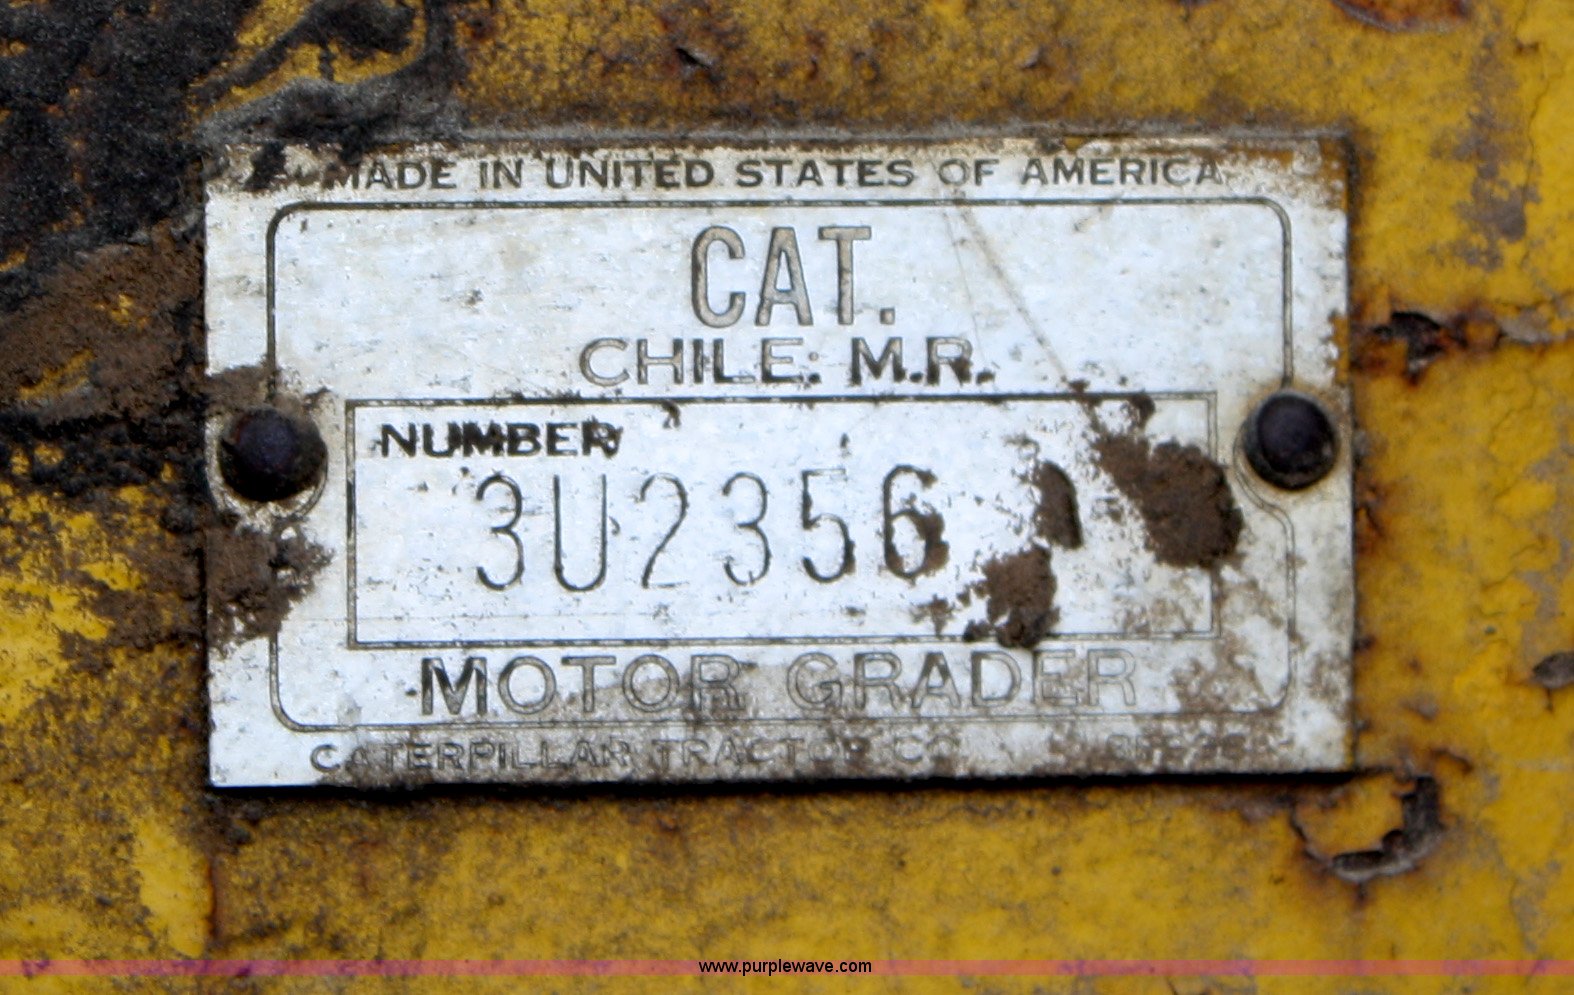 MADE IN UNITED STATES OF AMERICA
CAT.
CHILE: M.R.
NUMBER
3U2356
MOTOR GRADER
CATERPILLAR TRACTOR CO
www.purplewave.com